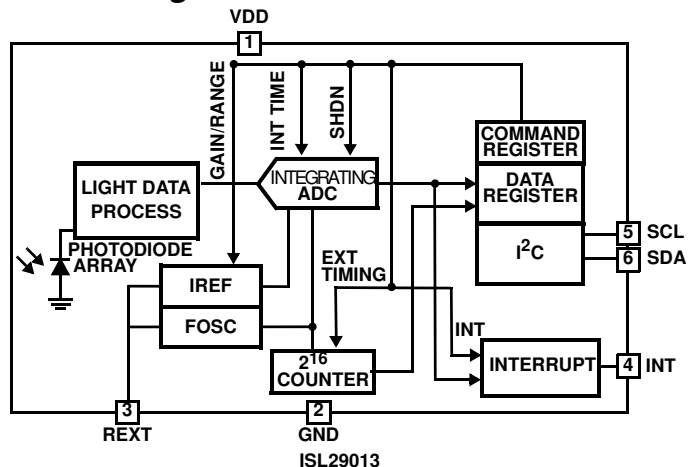 VDD
1
GAIN/RANGE
INT TIME
SHDN
COMMAND
REGISTER
LIGHT DATA
PROCESS
INTEGRATING
ADC
DATA
REGISTER
PHOTODIODE
ARRAY
I²C
5 SCL
6 SDA
IREF
FOSC
EXT
TIMING
INT
2¹⁶
COUNTER
INTERRUPT
4 INT
3
REXT
2
GND
ISL29013